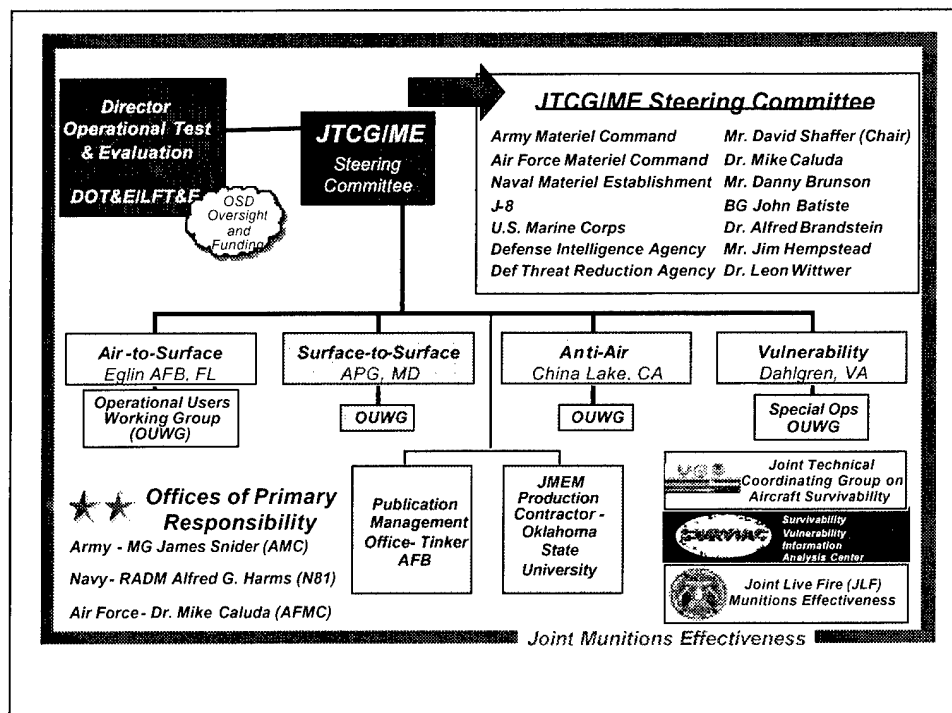 Director
Operational Test
& Evaluation
DOT&E/LFT&E
OSD
Oversight
and
Funding
JTCG/ME
Steering
Committee
JTCG/ME Steering Committee
Army Materiel Command Mr. David Shaffer (Chair)
Air Force Materiel Command Dr. Mike Caluda
Naval Materiel Establishment Mr. Danny Brunson
J-8 BG John Batiste
U.S. Marine Corps Dr. Alfred Brandstein
Defense Intelligence Agency Mr. Jim Hempstead
Def Threat Reduction Agency Dr. Leon Wittwer
Air-to-Surface
Eglin AFB, FL
Operational Users
Working Group
(OUWG)
Surface-to-Surface
APG, MD
OUWG
Anti-Air
China Lake, CA
OUWG
Vulnerability
Dahlgren, VA
Special Ops
OUWG
Offices of Primary
Responsibility
Army - MG James Snider (AMC)
Navy - RADM Alfred G. Harms (N81)
Air Force - Dr. Mike Caluda (AFMC)
Publication
Management
Office- Tinker
AFB
JMEM
Production
Contractor -
Oklahoma
State
University
Joint Technical
Coordinating Group on
Aircraft Survivability
SURVIAC
Survivability
Vulnerability
Information
Analysis Center
Joint Live Fire (JLF)
Munitions Effectiveness
Joint Munitions Effectiveness